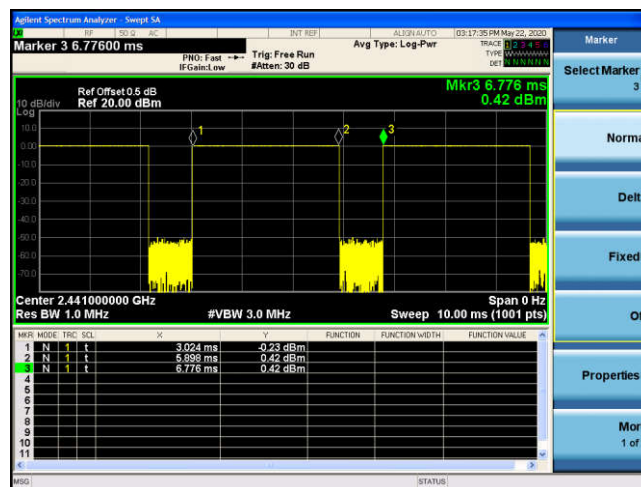 Agilent Spectrum Analyzer - Swept SA
RF 50 Ω AC INT REF ALIGN AUTO 03:17:35 PM May 22, 2020
Marker 3 6.77600 ms
Avg Type: Log-Pwr
TRACE 1 2 3 4 5 6
TYPE WWWWWW
DET N N N N N N
PNO: Fast
IFGain:Low
Trig: Free Run
#Atten: 30 dB
Mkr3 6.776 ms
0.42 dBm
Ref Offset 0.5 dB
Ref 20.00 dBm
10 dB/div
Log
10.0
0.00
-10.0
-20.0
-30.0
-40.0
-50.0
-60.0
-70.0
1
2
3
Center 2.441000000 GHz
Span 0 Hz
Res BW 1.0 MHz
#VBW 3.0 MHz
Sweep 10.00 ms (1001 pts)
MKR MODE TRC SCL X Y FUNCTION FUNCTION WIDTH FUNCTION VALUE
1 N 1 t 3.024 ms -0.23 dBm
2 N 1 t 5.898 ms 0.42 dBm
3 N 1 t 6.776 ms 0.42 dBm
4
5
6
7
8
9
10
11
MSG
STATUS
Marker
Select Marker
3
Norma
Delt
Fixed
Of
Properties
Mor
1 of